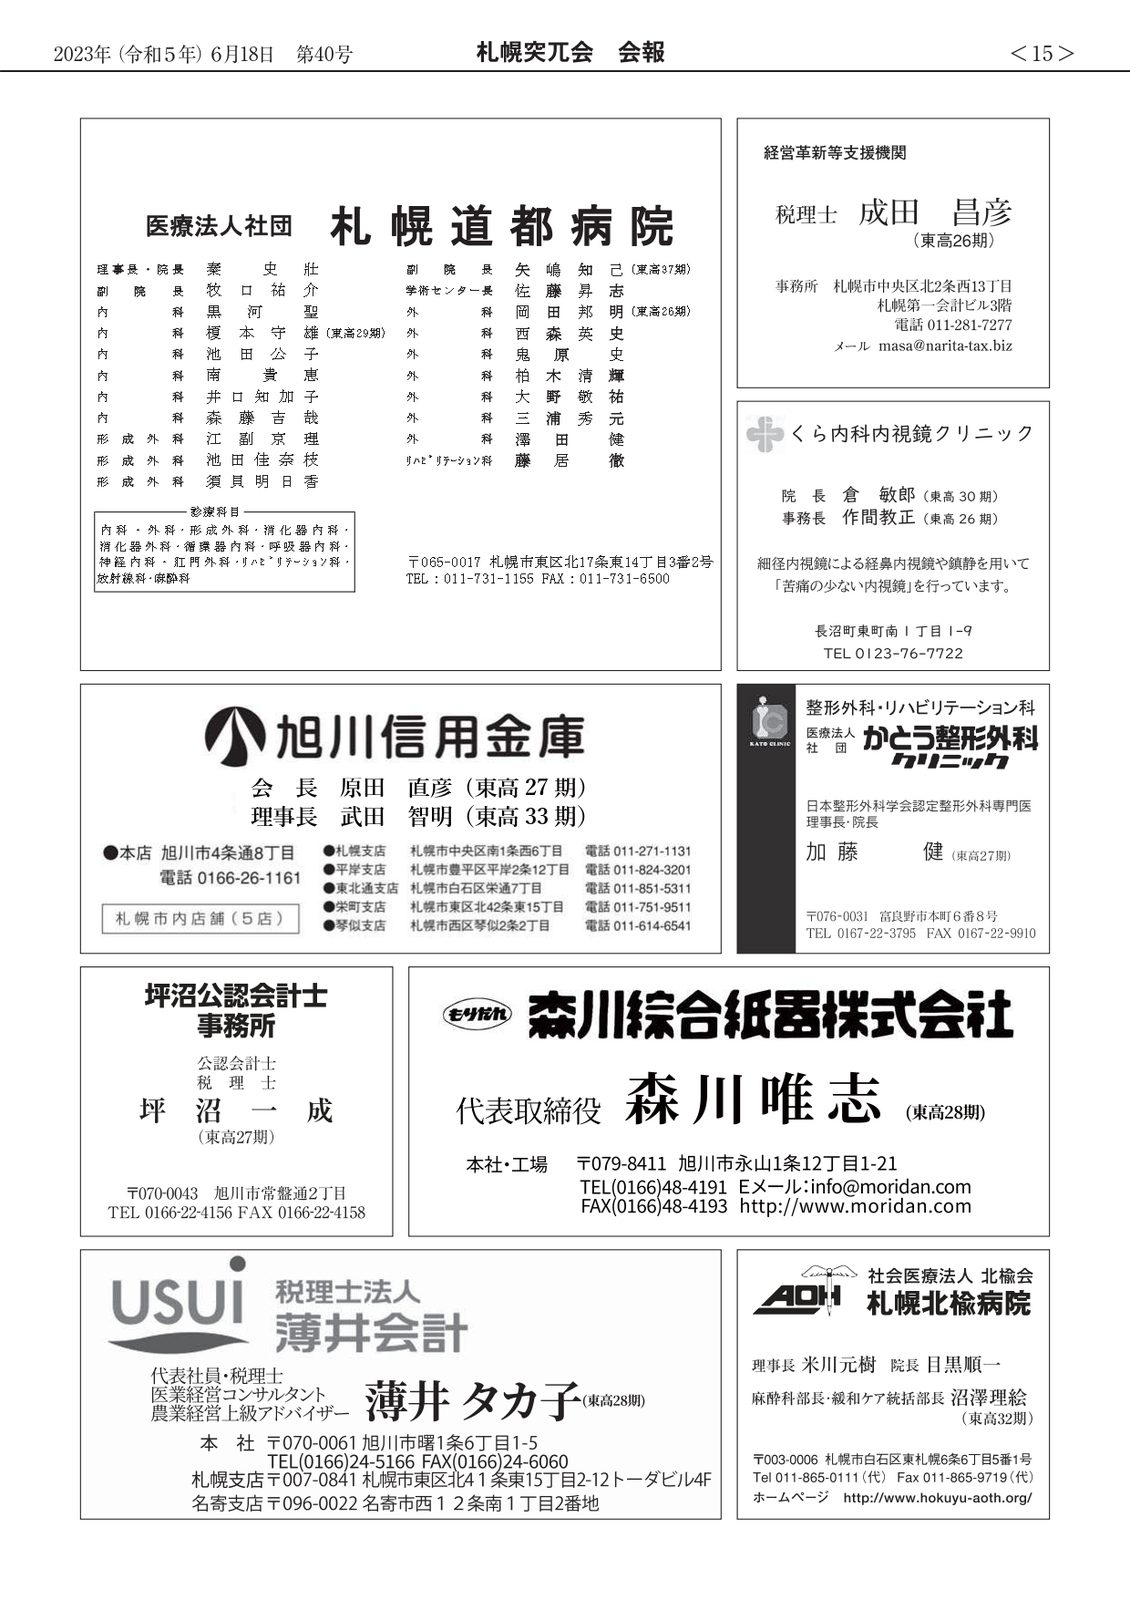 2023年（令和５年）６月18日　第40号
札幌突兀会　会報
＜15＞
医療法人社団　札幌道都病院
理事長・院長　秦　史壯
副院長　牧口祐介
内科　黒河聖
内科　榎本守雄（東高29期）
内科　池田公子
内科　南貴恵
内科　井口知加子
内科　森藤吉哉
形成外科　江副京理
形成外科　池田佳奈枝
形成外科　須貝明日香
副院長　矢嶋知己（東高37期）
学術センター長　佐藤昇志
外科　岡田邦明（東高26期）
外科　西森英史
外科　鬼原史
外科　柏木清輝
外科　大野敬祐
外科　三浦秀元
外科　澤田健
ﾘﾊﾋﾞﾘﾃｰｼｮﾝ科　藤居徹
診療科目
内科・外科・形成外科・消化器内科・
消化器外科・循環器内科・呼吸器内科・
神経内科・肛門外科・ﾘﾊﾋﾞﾘﾃｰｼｮﾝ科・
放射線科・麻酔科
〒065-0017 札幌市東区北17条東14丁目3番2号
TEL：011-731-1155 FAX：011-731-6500
経営革新等支援機関
税理士　成田　昌彦
（東高26期）
事務所　札幌市中央区北2条西13丁目
札幌第一会計ビル3階
電話 011-281-7277
メール masa@narita-tax.biz
くら内科内視鏡クリニック
院　長　倉　敏郎（東高 30 期）
事務長　作間教正（東高 26 期）
細径内視鏡による経鼻内視鏡や鎮静を用いて
「苦痛の少ない内視鏡」を行っています。
長沼町東町南１丁目１-９
TEL 0123-76-7722
旭川信用金庫
会　長　原田　直彦（東高 27 期）
理事長　武田　智明（東高 33 期）
●本店 旭川市4条通8丁目
電話 0166-26-1161
札幌市内店舗（５店）
●札幌支店　札幌市中央区南1条西6丁目　電話 011-271-1131
●平岸支店　札幌市豊平区平岸2条12丁目　電話 011-824-3201
●東北通支店　札幌市白石区栄通7丁目　電話 011-851-5311
●栄町支店　札幌市東区北42条東15丁目　電話 011-751-9511
●琴似支店　札幌市西区琴似2条2丁目　電話 011-614-6541
KATO CLINIC
整形外科・リハビリテーション科
医療法人社団　かとう整形外科
クリニック
日本整形外科学会認定整形外科専門医
理事長・院長
加藤　健（東高27期）
〒076-0031　富良野市本町６番８号
TEL 0167-22-3795　FAX 0167-22-9910
坪沼公認会計士
事務所
公認会計士
税理士
坪沼一成
（東高27期）
〒070-0043　旭川市常盤通2丁目
TEL 0166-22-4156 FAX 0166-22-4158
もりだん　森川綜合紙器株式会社
代表取締役　森川唯志（東高28期）
本社・工場　〒079-8411 旭川市永山1条12丁目1-21
TEL(0166)48-4191 Eメール：info@moridan.com
FAX(0166)48-4193 http://www.moridan.com
USUi
税理士法人
薄井会計
代表社員・税理士
医業経営コンサルタント
農業経営上級アドバイザー
薄井 タカ子（東高28期）
本　社 〒070-0061 旭川市曙1条6丁目1-5
TEL(0166)24-5166 FAX(0166)24-6060
札幌支店 〒007-0841 札幌市東区北4１条東15丁目2-12トーダビル4F
名寄支店 〒096-0022 名寄市西１２条南１丁目2番地
AOH
社会医療法人 北楡会
札幌北楡病院
理事長 米川元樹　院長 目黒順一
麻酔科部長・緩和ケア統括部長 沼澤理絵
（東高32期）
〒003-0006 札幌市白石区東札幌6条6丁目5番1号
Tel 011-865-0111（代）　Fax 011-865-9719（代）
ホームページ　http://www.hokuyu-aoth.org/